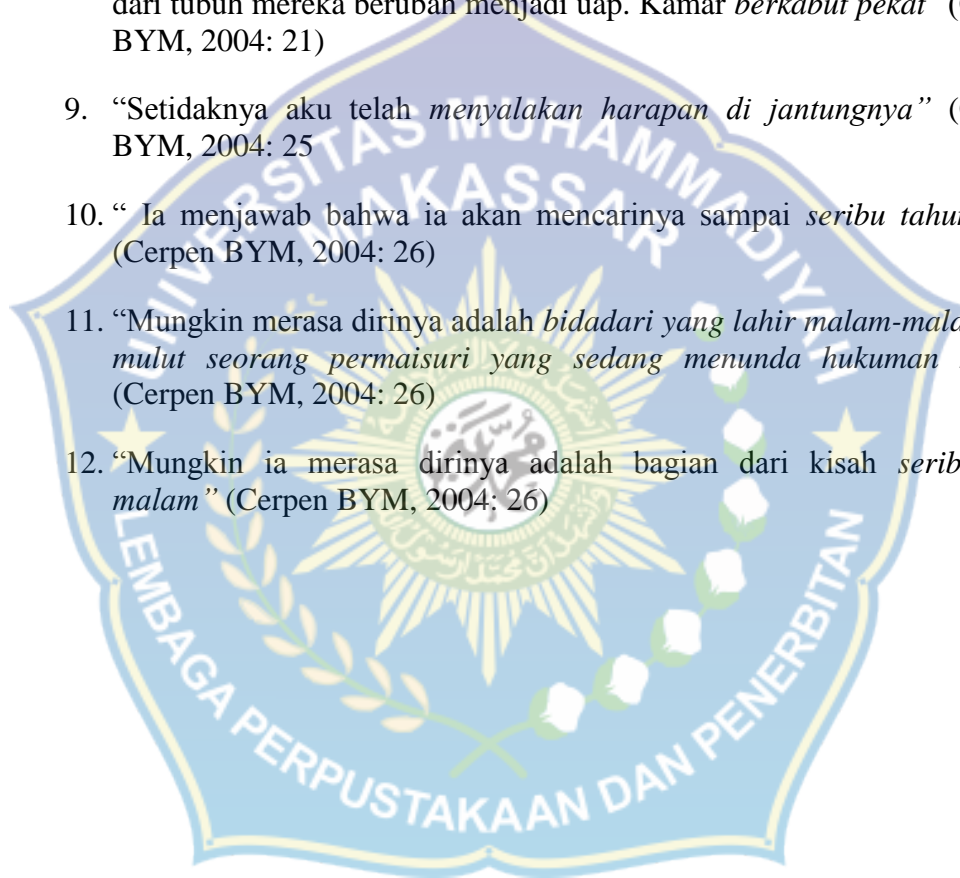 dari tubuh mereka berubah menjadi uap. Kamar berkabut pekat” (
BYM, 2004: 21)
9. “Setidaknya aku telah menyalakan harapan di jantungnya” (
BYM, 2004: 25
10. “ Ia menjawab bahwa ia akan mencarinya sampai seribu tahun
(Cerpen BYM, 2004: 26)
11. “Mungkin merasa dirinya adalah bidadari yang lahir
mulut seorang permaisuri yang sedang menunda hukuman
(Cerpen BYM, 2004: 26)
12. “Mungkin ia merasa dirinya adalah bagian dari kisah
malam” (Cerpen BYM, 2004: 26)
UNIVERSITAS MUHAMMADIYAH
MAKASSAR
LEMBAGA PERPUSTAKAAN DAN PENERBITAN